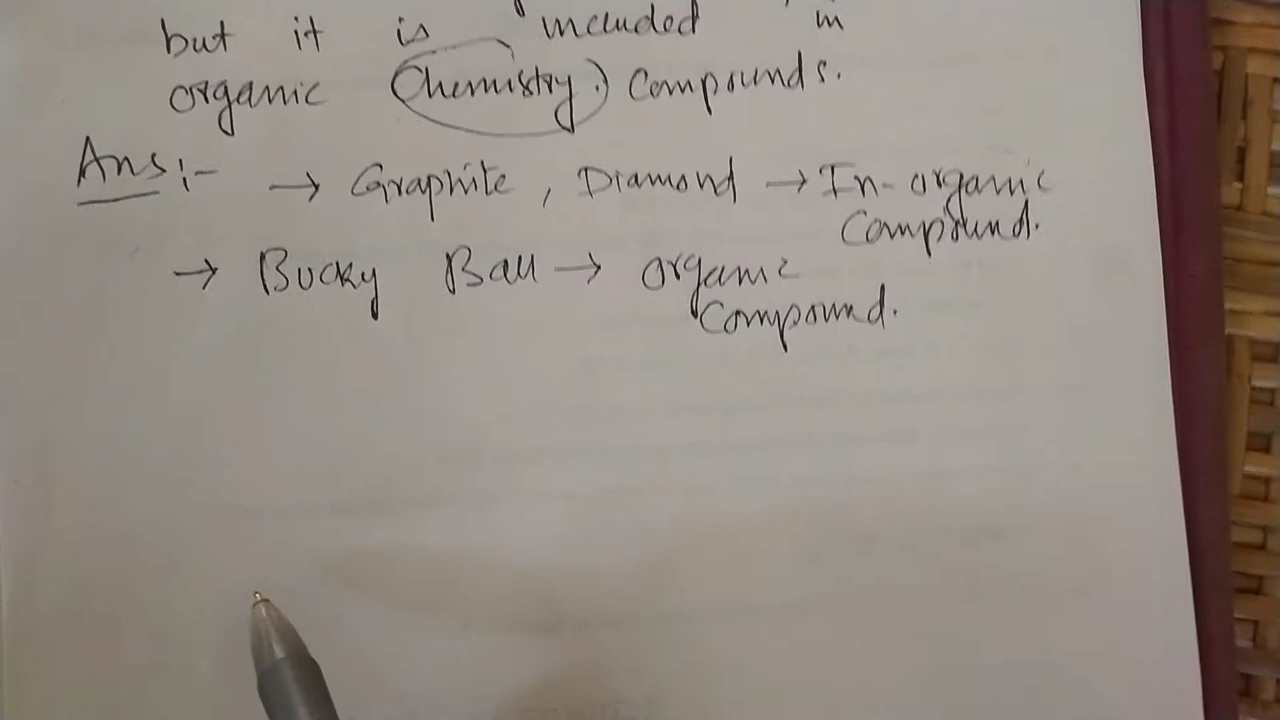 but it is included in
organic (Chemistry.) Compounds.
Ans:- → Graphite, Diamond → In-organic
Compound.
→ Bucky Ball → organic
Compound.